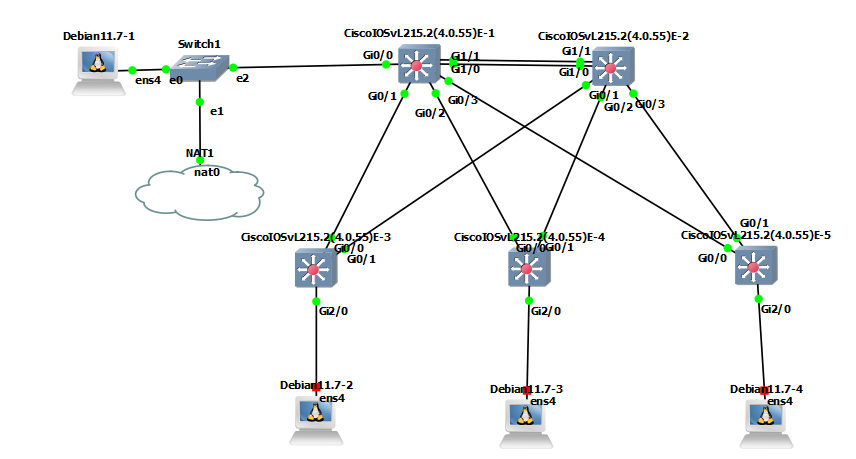 CiscoIOSvL215.2(4.0.55)E-1
Debian11.7-1
CiscoIOSvL215.2(4.0.55)E-2
Switch1
Gi0/0
Gi1/1
Gi1/1
Gi1/0
Gi1/0
ens4
e0
e2
Gi0/1
Gi0/3
Gi0/2
Gi0/1
Gi0/2
Gi0/3
e1
NAT1
nat0
CiscoIOSvL215.2(4.0.55)E-3
Gi0/0
Gi0/1
CiscoIOSvL215.2(4.0.55)E-4
Gi0/0
Gi0/1
Gi0/1
CiscoIOSvL215.2(4.0.55)E-5
Gi0/0
Gi2/0
Gi2/0
Gi2/0
Debian11.7-2
ens4
Debian11.7-3
ens4
Debian11.7-4
ens4